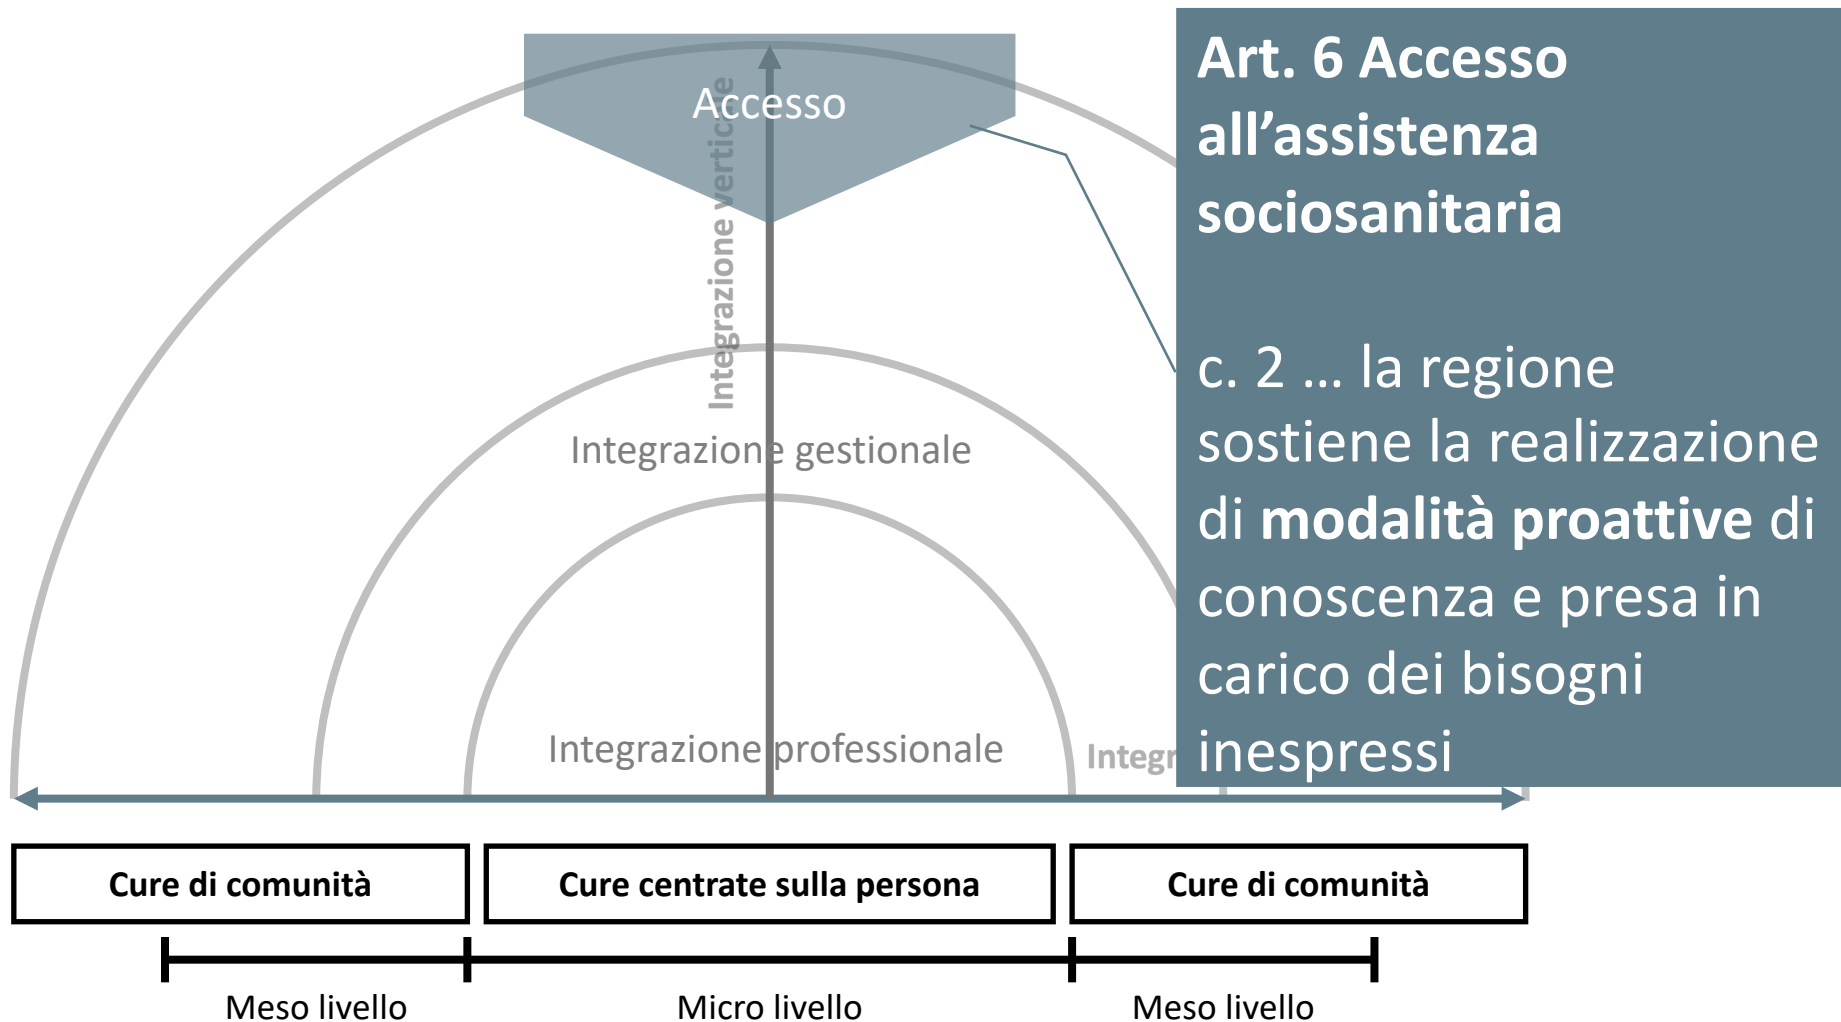 Accesso
Integrazione verticale
Integrazione gestionale
Integrazione professionale
Art. 6 Accesso
all’assistenza
sociosanitaria
c. 2 … la regione
sostiene la realizzazione
di modalità proattive di
conoscenza e presa in
carico dei bisogni
inespressi
Cure di comunità
Cure centrate sulla persona
Cure di comunità
Meso livello
Micro livello
Meso livello